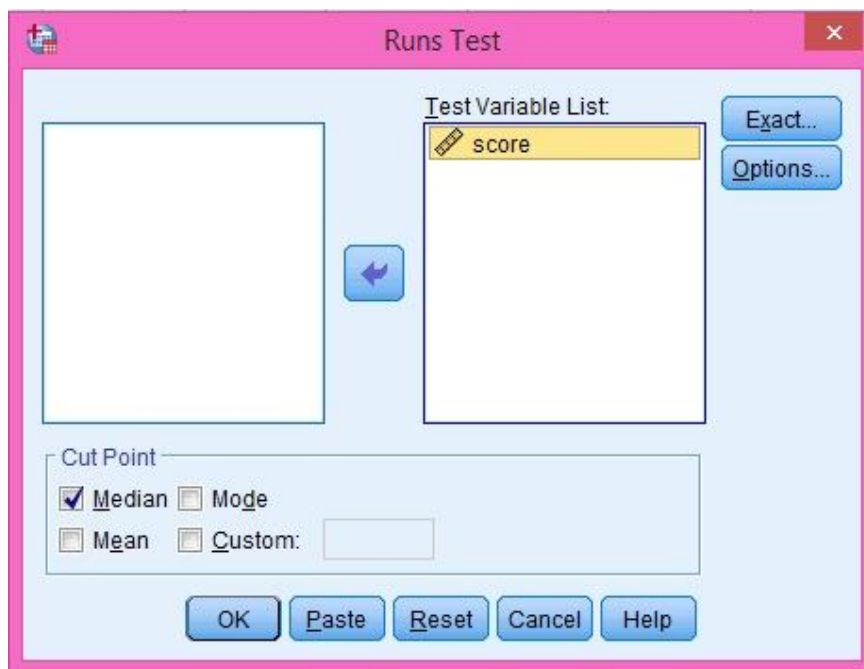 Runs Test
Test Variable List:
score
Exact...
Options...
Cut Point
Median Mode
Mean Custom:
OK Paste Reset Cancel Help